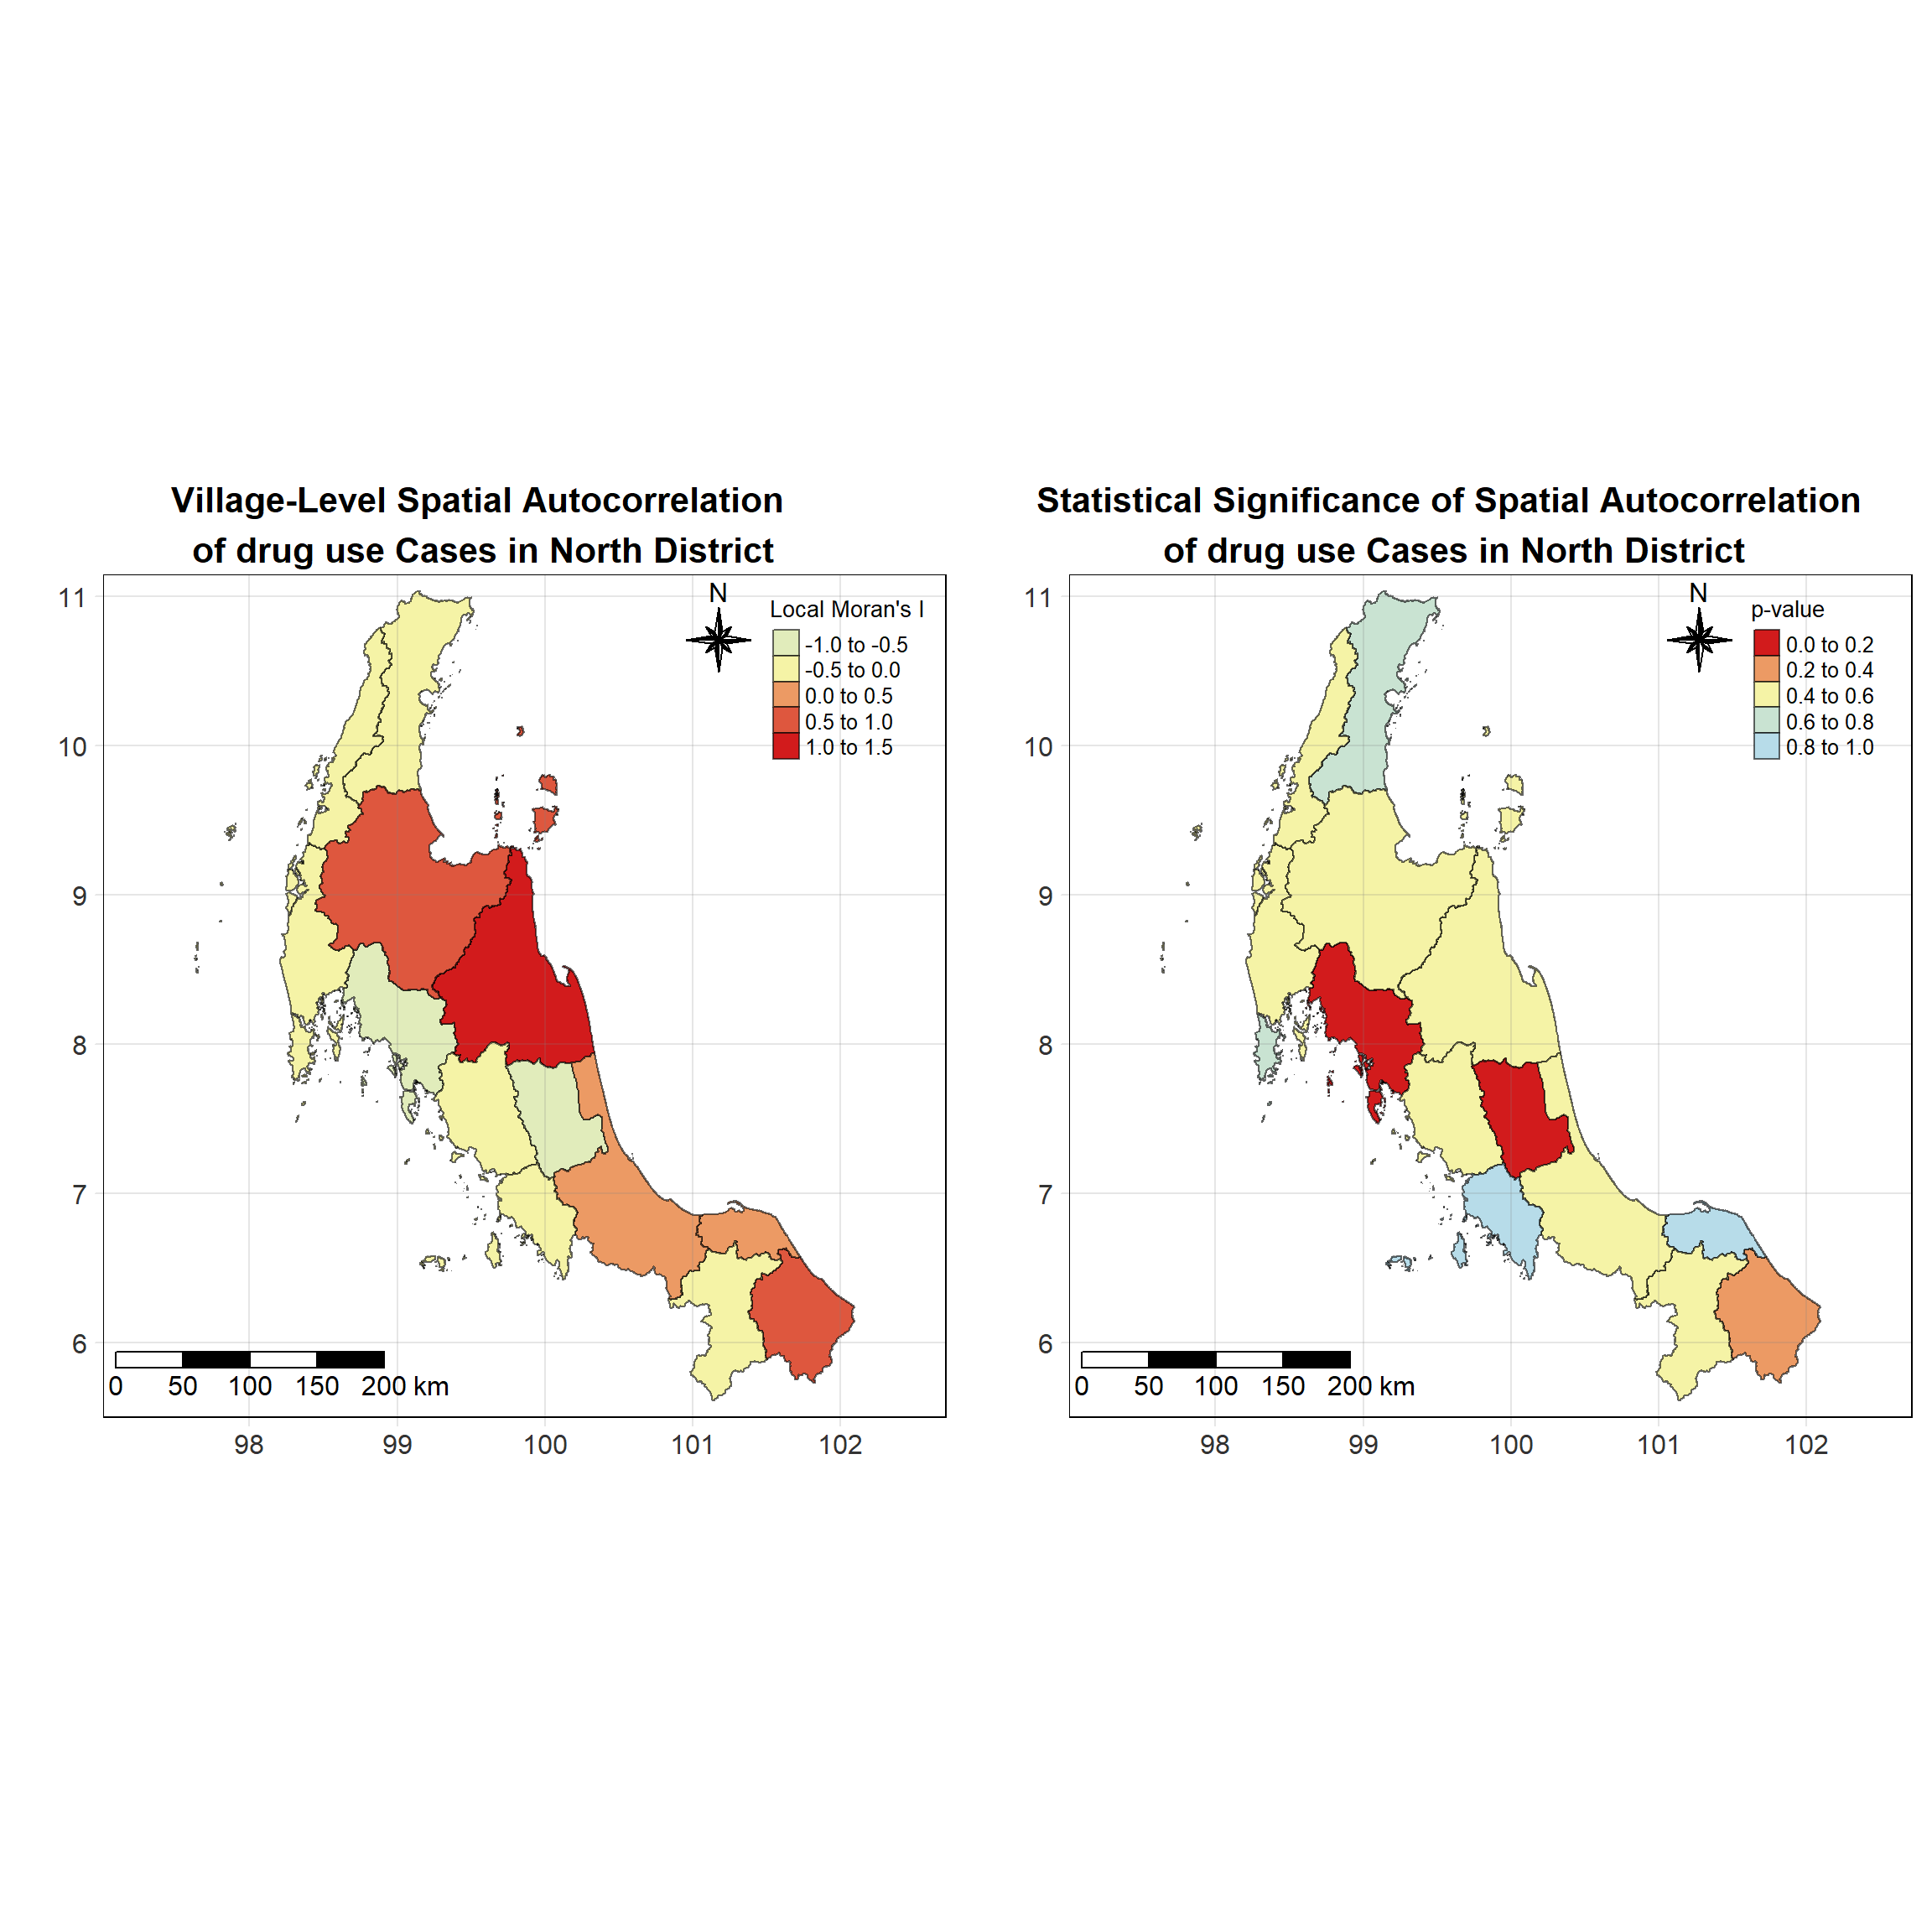 Village-Level Spatial Autocorrelation
of drug use Cases in North District
N
Local Moran's I
-1.0 to -0.5
-0.5 to 0.0
0.0 to 0.5
0.5 to 1.0
1.0 to 1.5
11
10
9
8
7
6
0 50 100 150 200 km
98 99 100 101 102
Statistical Significance of Spatial Autocorrelation
of drug use Cases in North District
N
p-value
0.0 to 0.2
0.2 to 0.4
0.4 to 0.6
0.6 to 0.8
0.8 to 1.0
11
10
9
8
7
6
0 50 100 150 200 km
98 99 100 101 102